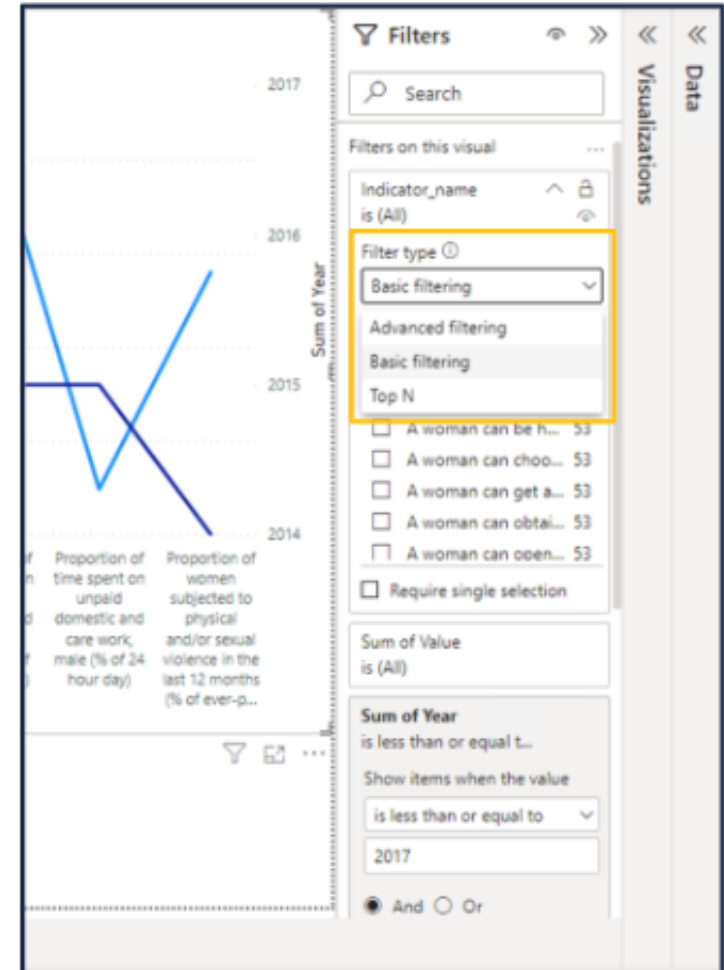 Filters
Search
Filters on this visual
Indicator_name
is (All)
Filter type
Basic filtering
Advanced filtering
Basic filtering
Top N
A woman can be h... 53
A woman can choo... 53
A woman can get a... 53
A woman can obtai... 53
A woman can open... 53
Require single selection
Sum of Value
is (All)
Sum of Year
is less than or equal t...
Show items when the value
is less than or equal to
2017
And Or
Visualizations
Data
2017
2016
2015
2014
Sum of Year
Proportion of
time spent on
unpaid
domestic and
care work,
male (% of 24
hour day)
Proportion of
women
subjected to
physical
and/or sexual
violence in the
last 12 months
(% of ever-p...